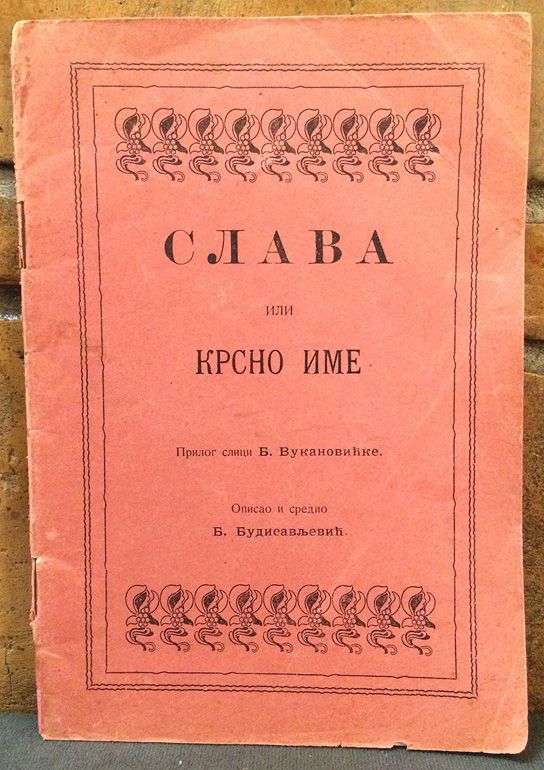 СЛАВА
или
КРСНО ИМЕ
Прилог слици Б. Вукановићке.
Описао и средио
Б. Будисављевић.